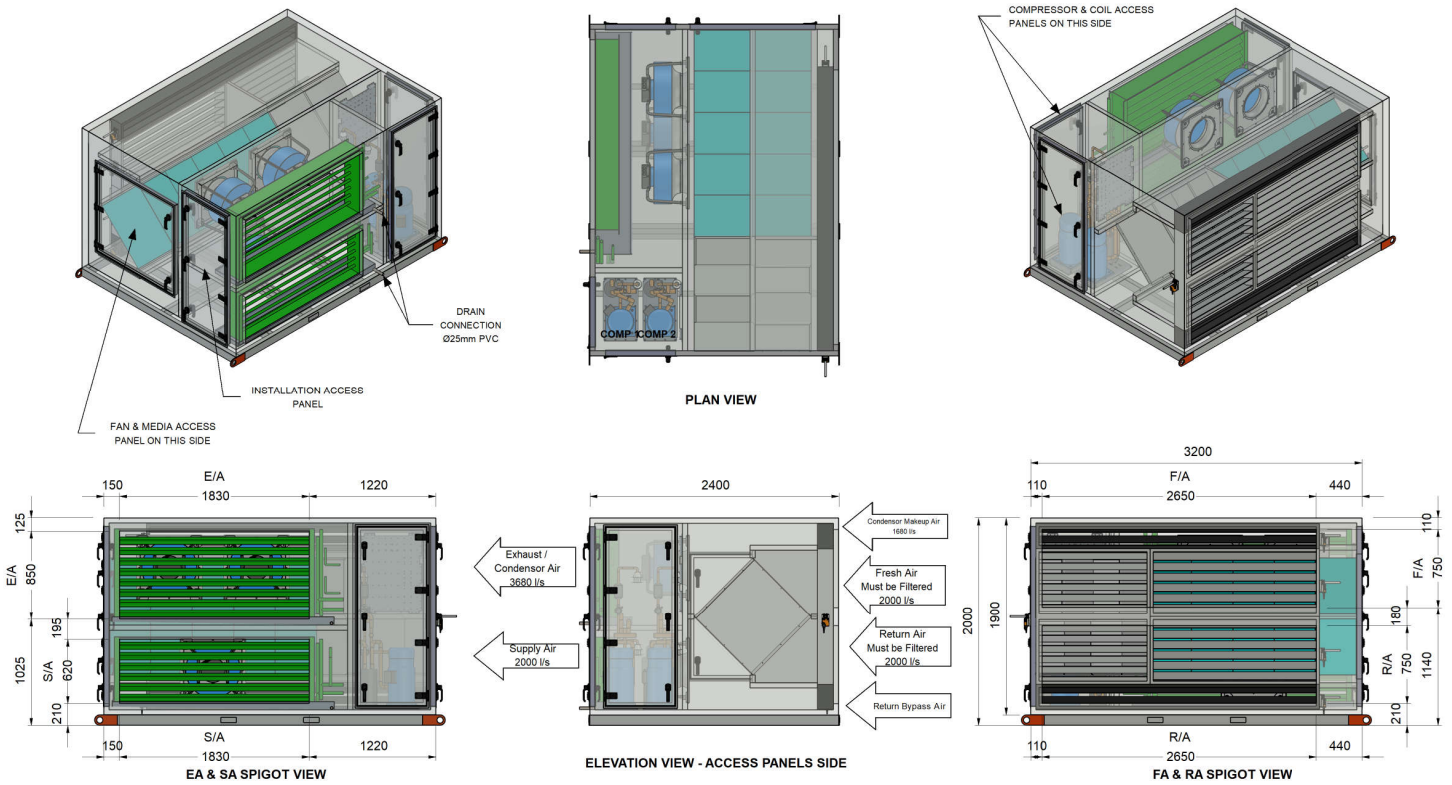 COMPRESSOR & COIL ACCESS
PANELS ON THIS SIDE
DRAIN
CONNECTION
Ø25mm PVC
INSTALLATION ACCESS
PANEL
FAN & MEDIA ACCESS
PANEL ON THIS SIDE
COMP 1
COMP 2
PLAN VIEW
E/A
150
1830
1220
125
E/A
850
195
S/A
620
1025
210
S/A
150
1830
1220
EA & SA SPIGOT VIEW
2400
Exhaust /
Condensor Air
3680 l/s
Supply Air
2000 l/s
Condensor Makeup Air
1680 l/s
Fresh Air
Must be Filtered
2000 l/s
Return Air
Must be Filtered
2000 l/s
Return Bypass Air
ELEVATION VIEW - ACCESS PANELS SIDE
3200
F/A
110
2650
440
2000
1900
110
F/A
750
180
R/A
750
1140
210
R/A
110
2650
440
FA & RA SPIGOT VIEW